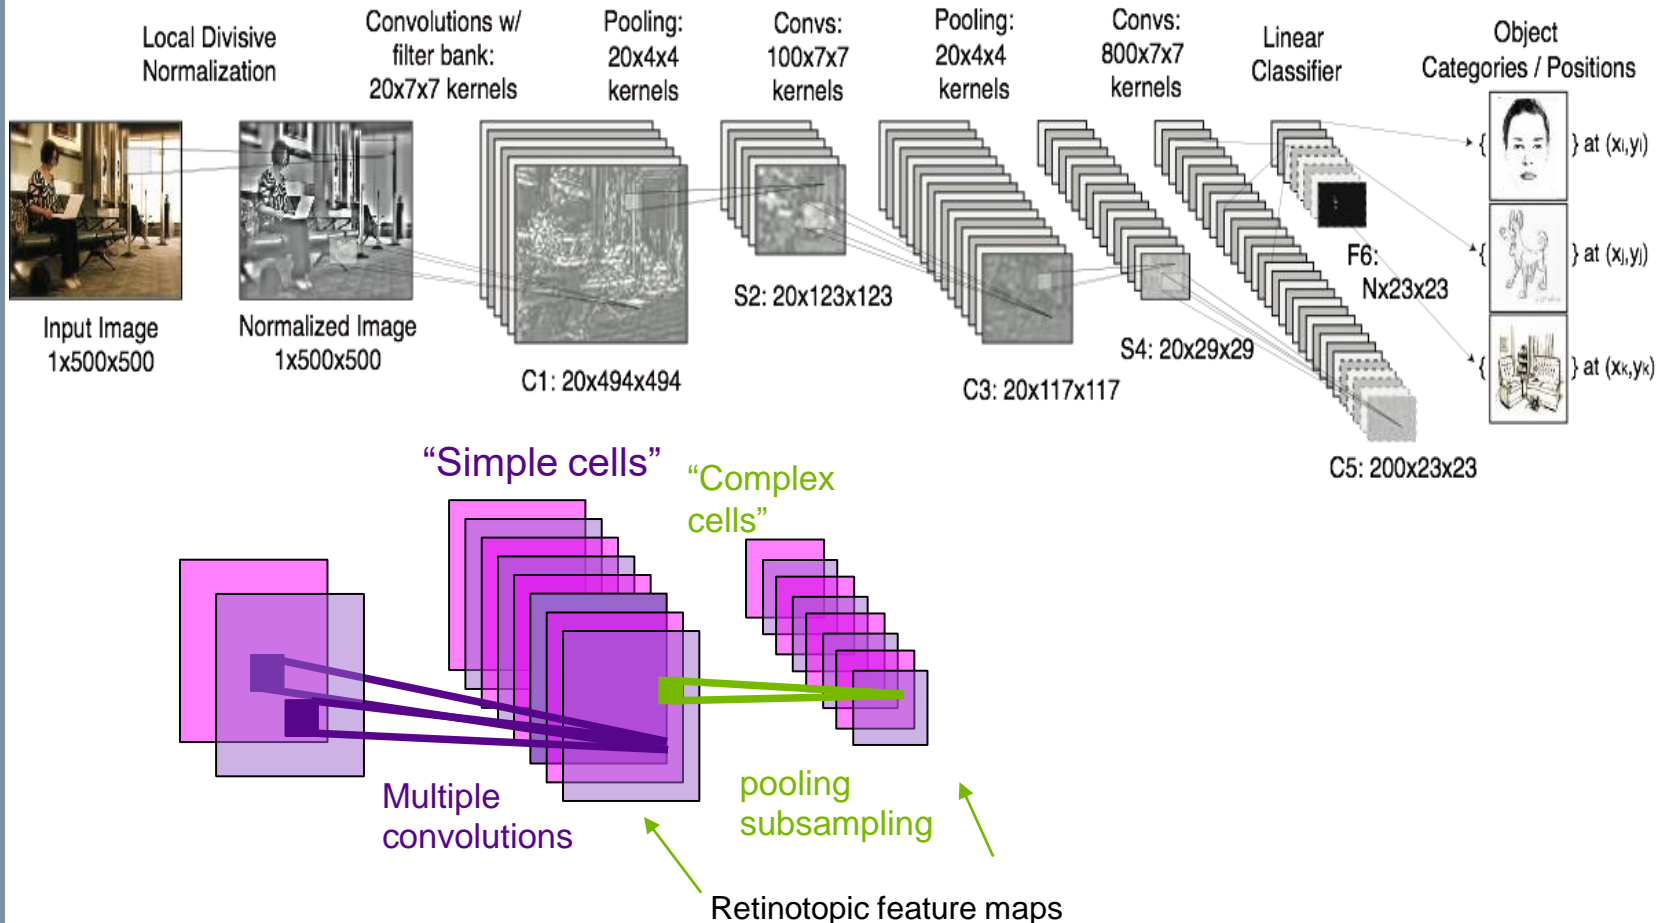 Local Divisive
Normalization
Convolutions w/
filter bank:
20x7x7 kernels
Pooling:
20x4x4
kernels
Convs:
100x7x7
kernels
Pooling:
20x4x4
kernels
Convs:
800x7x7
kernels
Linear
Classifier
Object
Categories / Positions
{ } at (xi,yi)
{ } at (xj,yj)
{ } at (xk,yk)
Input Image
1x500x500
Normalized Image
1x500x500
C1: 20x494x494
S2: 20x123x123
C3: 20x117x117
S4: 20x29x29
C5: 200x23x23
F6:
Nx23x23
“Simple cells”
“Complex
cells”
Multiple
convolutions
pooling
subsampling
Retinotopic feature maps